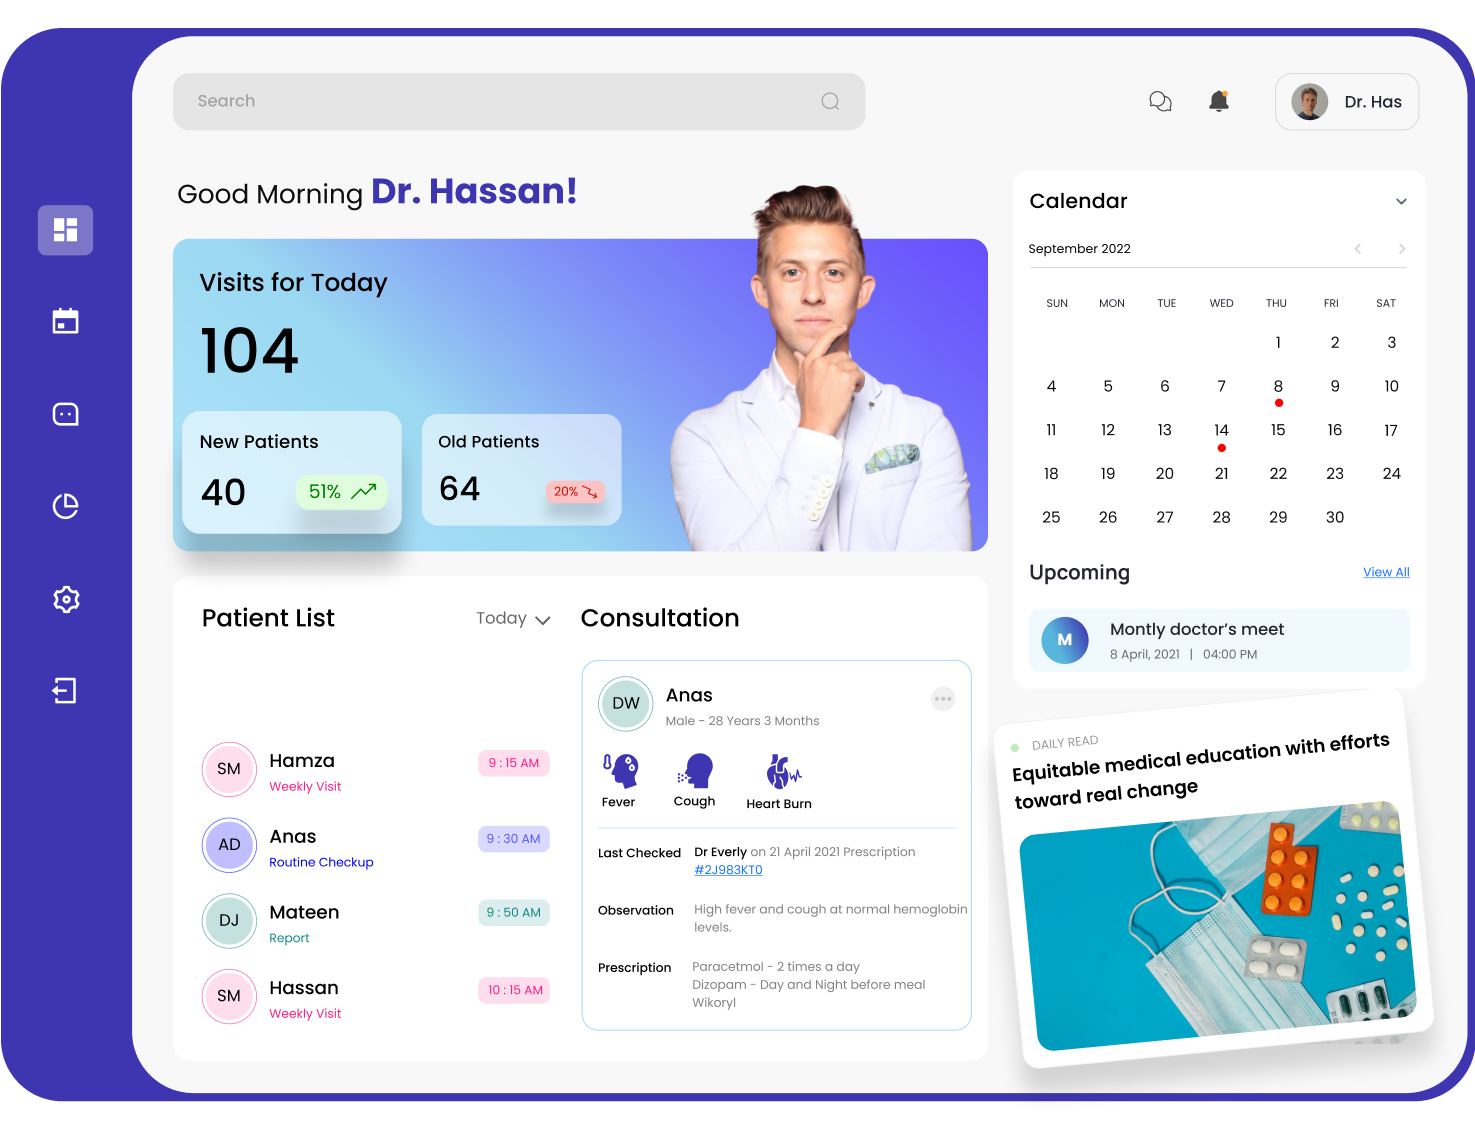 Search
Dr. Has
Good Morning Dr. Hassan!
Visits for Today
104
New Patients
40
51%
Old Patients
64
20%
Patient List
Today
SM
Hamza
Weekly Visit
9 : 15 AM
AD
Anas
Routine Checkup
9 : 30 AM
DJ
Mateen
Report
9 : 50 AM
SM
Hassan
Weekly Visit
10 : 15 AM
Consultation
DW
Anas
Male - 28 Years 3 Months
Fever
Cough
Heart Burn
Last Checked
Dr Everly on 21 April 2021 Prescription
#2J983KT0
Observation
High fever and cough at normal hemoglobin
levels.
Prescription
Paracetmol - 2 times a day
Dizopam - Day and Night before meal
Wikoryl
Calendar
September 2022
SUN MON TUE WED THU FRI SAT
1 2 3
4 5 6 7 8 9 10
11 12 13 14 15 16 17
18 19 20 21 22 23 24
25 26 27 28 29 30
Upcoming
View All
M
Montly doctor's meet
8 April, 2021 | 04:00 PM
DAILY READ
Equitable medical education with efforts
toward real change